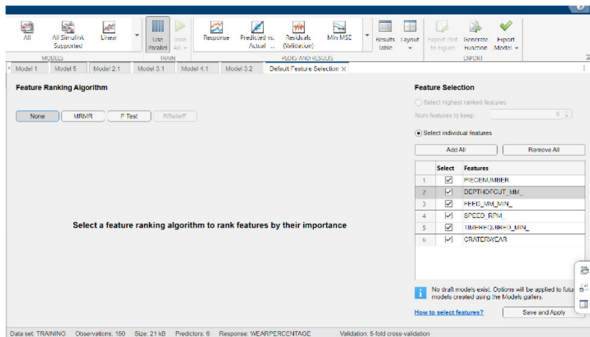 All
All Simulink
Supported
Linear
Use
Parallel
All
Response
Predicted vs.
Actual ...
Residuals
(Validation)
Min MSE
Results
Table
Layout
Export Plot
to Figure
Generate
Function
Export
Model
MODELS
TRAIN
PLOTS AND RESULTS
EXPORT
Model 1
Model 5
Model 2.1
Model 3.1
Model 4.1
Model 3.2
Default Feature Selection
Feature Ranking Algorithm
None
MRMR
F Test
RReliefF
Select a feature ranking algorithm to rank features by their importance
Feature Selection
Select highest ranked features
Num features to keep
6
Select individual features
Add All
Remove All
Select Features
1 PIECENUMBER
2 DEPTHOFCUT_MM_
3 FEED_MM_MIN_
4 SPEED_RPM_
5 TIMEREQUIRED_MIN_
6 CRATERWEAR
No draft models exist. Options will be applied to futu
models created using the Models gallery.
How to select features?
Save and Apply
Data set: TRAINING Observations: 150 Size: 21 kB Predictors: 6 Response: WEARPERCENTAGE Validation: 5-fold cross-validation